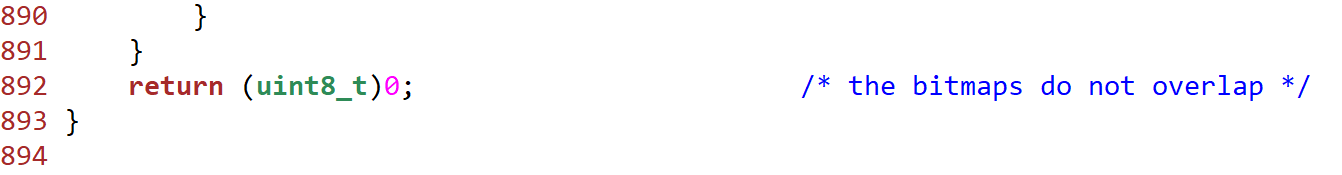 890            }
891        }
892        return (uint8_t)0;                        /* the bitmaps do not overlap */
893    }
894